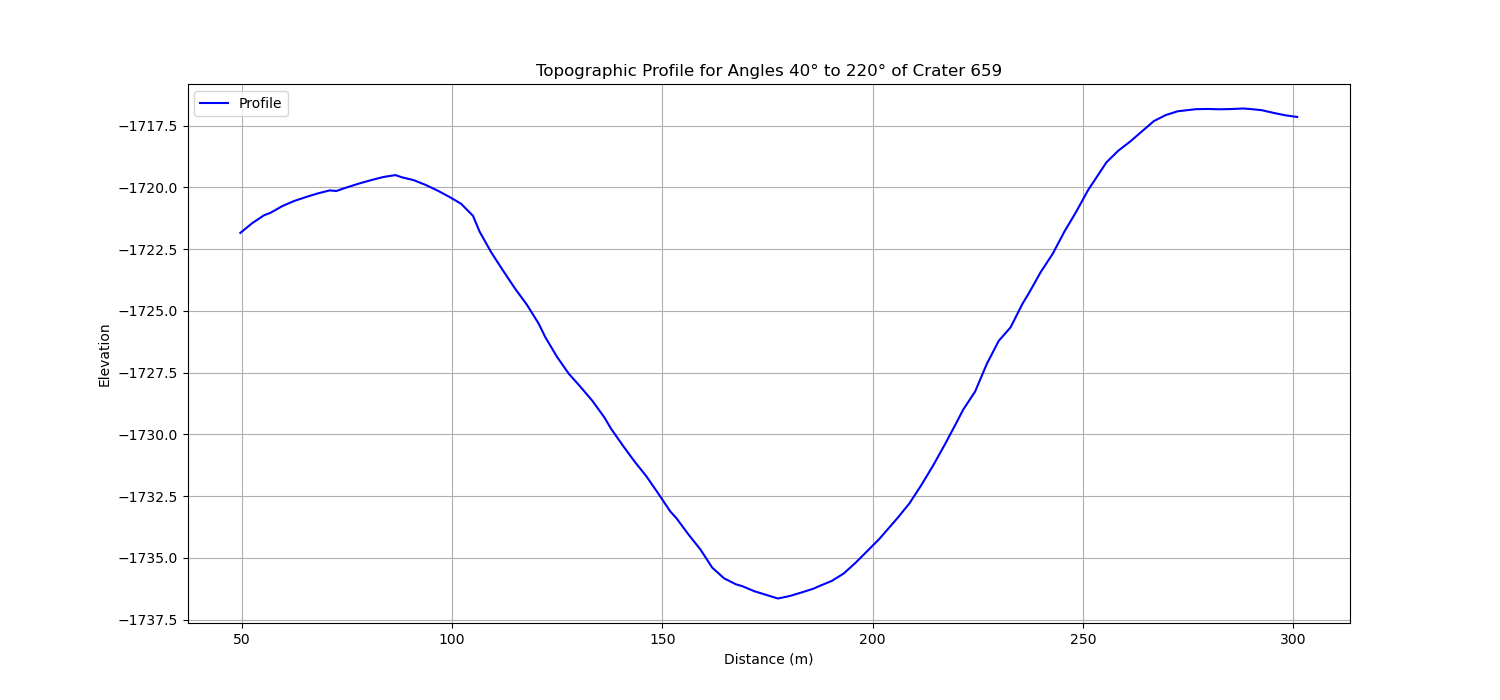 Topographic Profile for Angles 40° to 220° of Crater 659
Profile
−1717.5
−1720.0
−1722.5
−1725.0
−1727.5
−1730.0
−1732.5
−1735.0
−1737.5
Elevation
50 100 150 200 250 300
Distance (m)